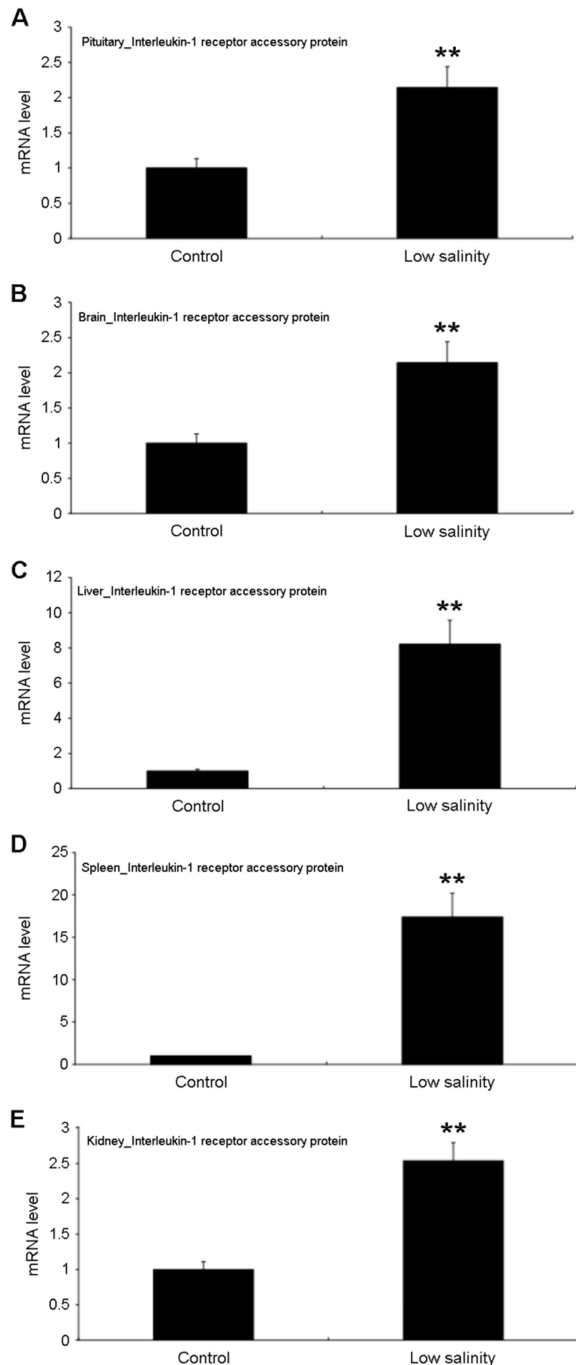 A
Pituitary_Interleukin-1 receptor accessory protein
**
mRNA level
3
2.5
2
1.5
1
0.5
0
Control
Low salinity
B
Brain_Interleukin-1 receptor accessory protein
**
mRNA level
3
2.5
2
1.5
1
0.5
0
Control
Low salinity
C
Liver_Interleukin-1 receptor accessory protein
**
mRNA level
12
10
8
6
4
2
0
Control
Low salinity
D
Spleen_Interleukin-1 receptor accessory protein
**
mRNA level
25
20
15
10
5
0
Control
Low salinity
E
Kidney_Interleukin-1 receptor accessory protein
**
mRNA level
3
2.5
2
1.5
1
0.5
0
Control
Low salinity